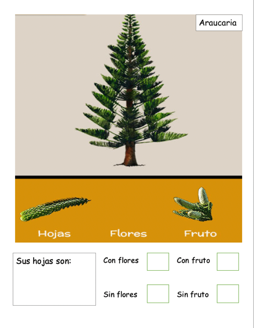 Araucaria
Hojas Flores Fruto
Sus hojas son: Con flores Con fruto
Sin flores Sin fruto